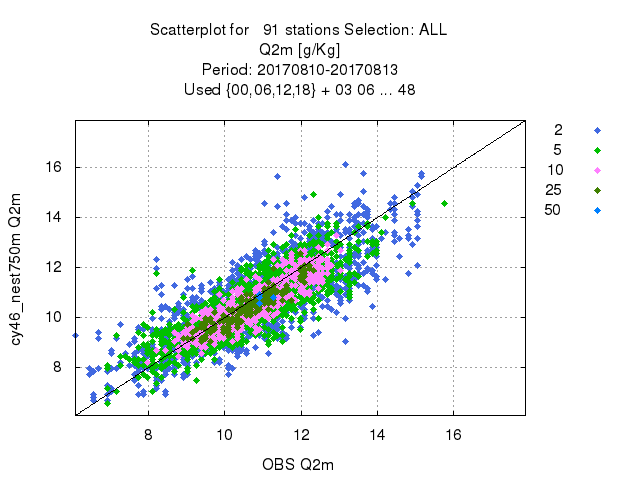 Scatterplot for   91 stations Selection: ALL
Q2m [g/Kg]
Period: 20170810-20170813
Used {00,06,12,18} + 03 06 ... 48
2
5
10
25
50
16
14
12
10
8
cy46_nest750m Q2m
8 10 12 14 16
OBS Q2m